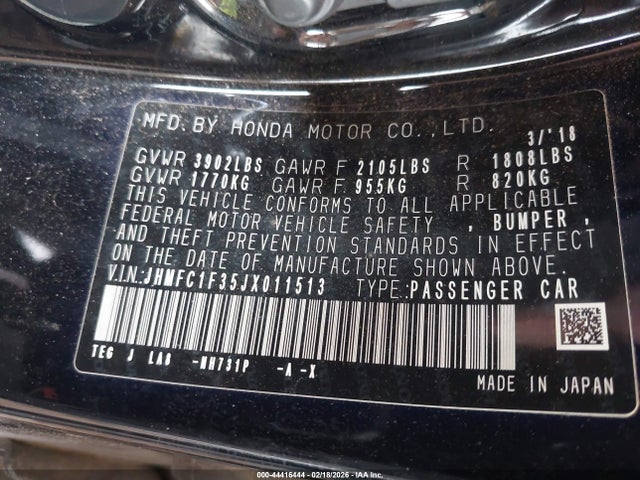 MFD. BY HONDA MOTOR CO.,LTD. 3/'18
GVWR 3902LBS GAWR F 2105LBS R 1808LBS
GVWR 1770KG GAWR F 955KG R 820KG
THIS VEHICLE CONFORMS TO ALL APPLICABLE
FEDERAL MOTOR VEHICLE SAFETY , BUMPER ,
AND THEFT PREVENTION STANDARDS IN EFFECT
ON THE DATE OF MANUFACTURE SHOWN ABOVE.
V.I.N.:JHMFC1F35JX011513 TYPE:PASSENGER CAR
TEG J LA8 -NH731P -A -X
MADE IN JAPAN
000-44416444 - 02/18/2026 - IAA Inc.